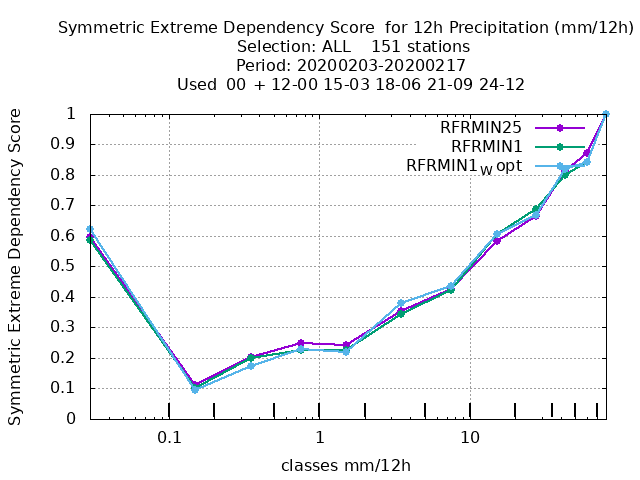 Symmetric Extreme Dependency Score  for 12h Precipitation (mm/12h)
Selection: ALL    151 stations
Period: 20200203-20200217
Used  00 + 12-00 15-03 18-06 21-09 24-12
Symmetric Extreme Dependency Score
1
0.9
0.8
0.7
0.6
0.5
0.4
0.3
0.2
0.1
0
RFRMIN25
RFRMIN1
RFRMIN1W opt
0.1 1 10
classes mm/12h